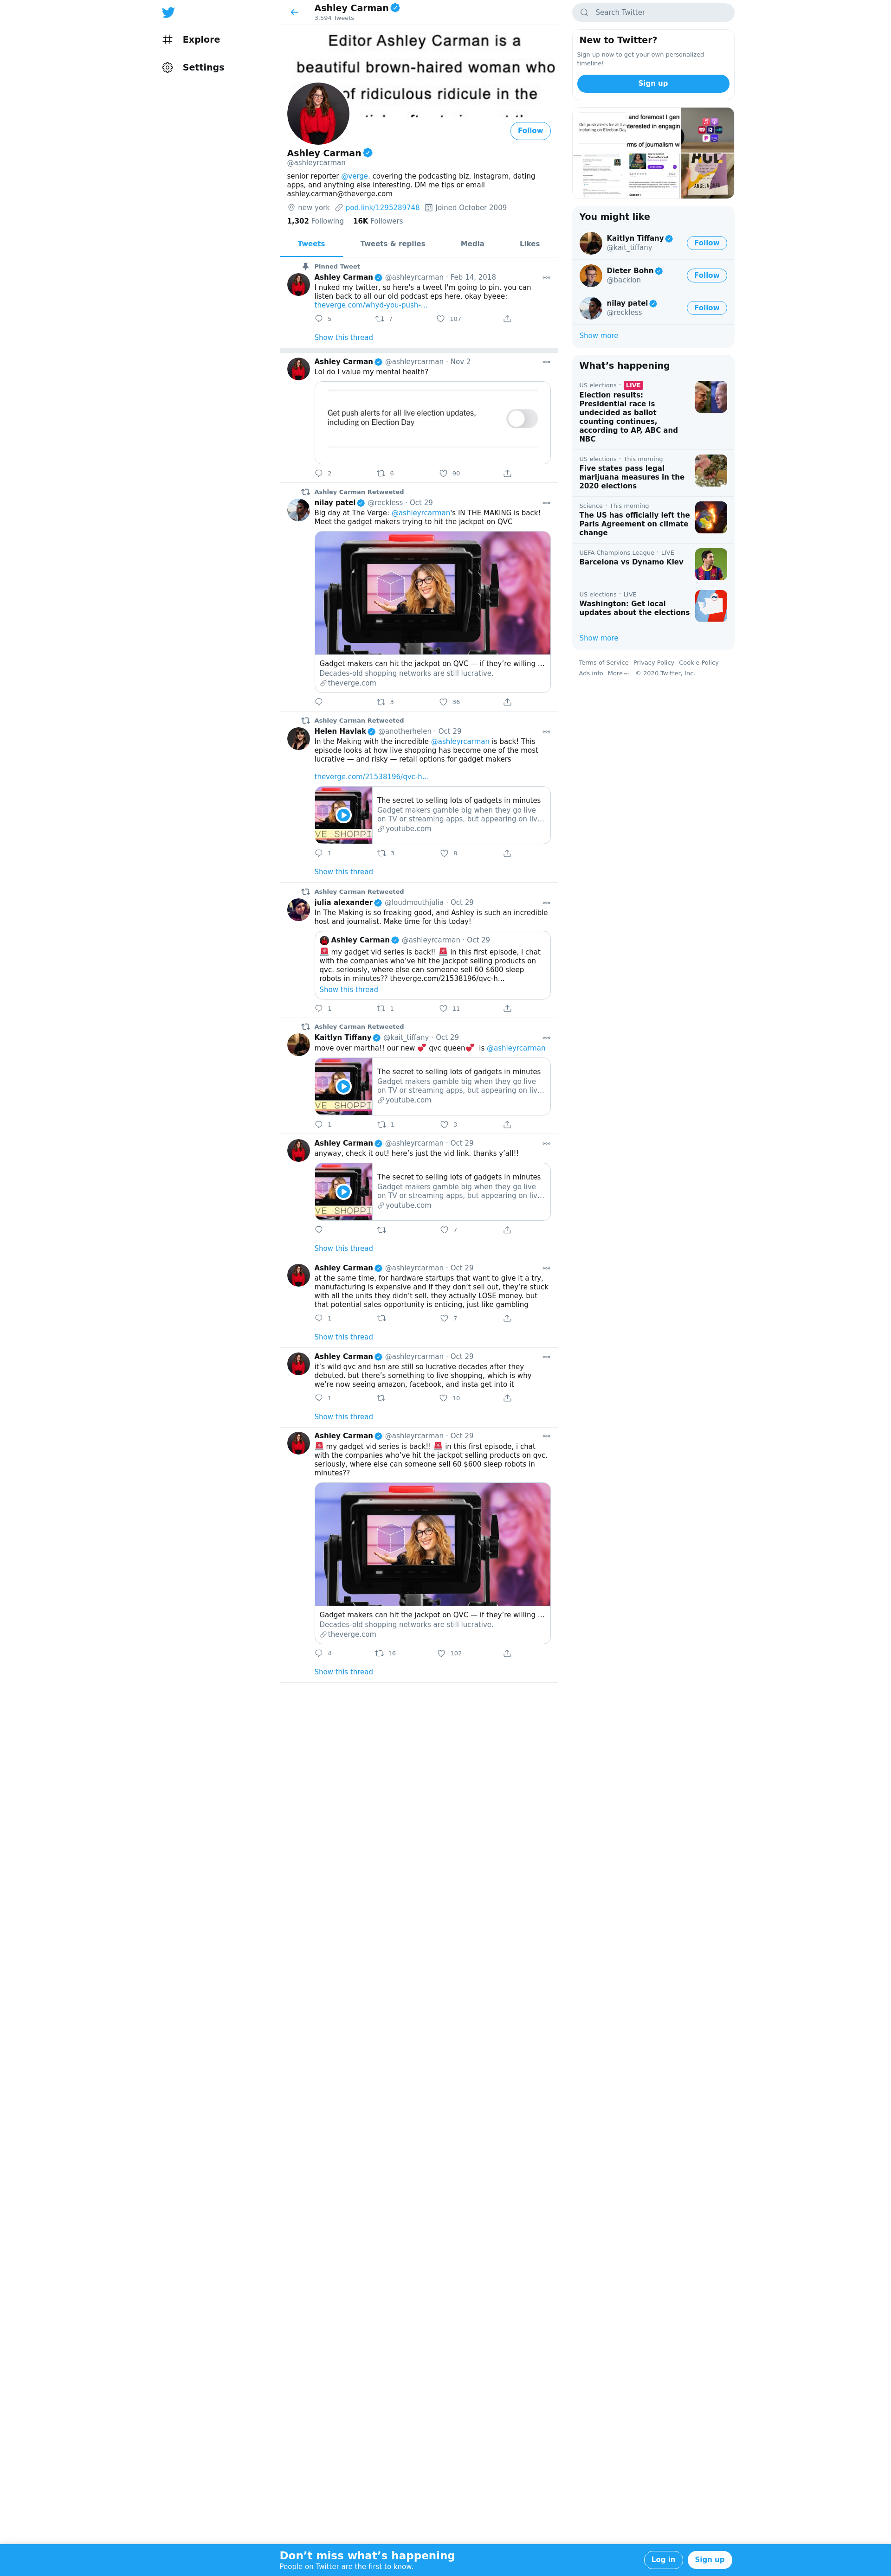 Explore
Settings
Ashley Carman
3,594 Tweets
Editor Ashley Carman is a
beautiful brown-haired woman who
of ridiculous ridicule in the
Follow
Ashley Carman
@ashleyrcarman
senior reporter @verge. covering the podcasting biz, instagram, dating
apps, and anything else interesting. DM me tips or email
ashley.carman@theverge.com
new york pod.link/1295289748 Joined October 2009
1,302 Following 16K Followers
Tweets Tweets & replies Media Likes
Pinned Tweet
Ashley Carman @ashleyrcarman · Feb 14, 2018
I nuked my twitter, so here's a tweet I'm going to pin. you can
listen back to all our old podcast eps here. okay byeee:
theverge.com/whyd-you-push-…
5 7 107
Show this thread
Ashley Carman @ashleyrcarman · Nov 2
Lol do I value my mental health?
Get push alerts for all live election updates,
including on Election Day
2 6 90
Ashley Carman Retweeted
nilay patel @reckless · Oct 29
Big day at The Verge: @ashleyrcarman's IN THE MAKING is back!
Meet the gadget makers trying to hit the jackpot on QVC
Gadget makers can hit the jackpot on QVC — if they're willing …
Decades-old shopping networks are still lucrative.
theverge.com
3 36
Ashley Carman Retweeted
Helen Havlak @anotherhelen · Oct 29
In the Making with the incredible @ashleyrcarman is back! This
episode looks at how live shopping has become one of the most
lucrative — and risky — retail options for gadget makers
theverge.com/21538196/qvc-h…
VE SHOPPI
The secret to selling lots of gadgets in minutes
Gadget makers gamble big when they go live
on TV or streaming apps, but appearing on liv…
youtube.com
1 3 8
Show this thread
Ashley Carman Retweeted
julia alexander @loudmouthjulia · Oct 29
In The Making is so freaking good, and Ashley is such an incredible
host and journalist. Make time for this today!
Ashley Carman @ashleyrcarman · Oct 29
🚨 my gadget vid series is back!! 🚨 in this first episode, i chat
with the companies who've hit the jackpot selling products on
qvc. seriously, where else can someone sell 60 $600 sleep
robots in minutes?? theverge.com/21538196/qvc-h…
Show this thread
1 1 11
Ashley Carman Retweeted
Kaitlyn Tiffany @kait_tiffany · Oct 29
move over martha!! our new 💞 qvc queen💞 is @ashleyrcarman
VE SHOPPI
The secret to selling lots of gadgets in minutes
Gadget makers gamble big when they go live
on TV or streaming apps, but appearing on liv…
youtube.com
1 1 3
Ashley Carman @ashleyrcarman · Oct 29
anyway, check it out! here's just the vid link. thanks y'all!!
VE SHOPPI
The secret to selling lots of gadgets in minutes
Gadget makers gamble big when they go live
on TV or streaming apps, but appearing on liv…
youtube.com
7
Show this thread
Ashley Carman @ashleyrcarman · Oct 29
at the same time, for hardware startups that want to give it a try,
manufacturing is expensive and if they don't sell out, they're stuck
with all the units they didn't sell. they actually LOSE money. but
that potential sales opportunity is enticing, just like gambling
1 7
Show this thread
Ashley Carman @ashleyrcarman · Oct 29
it's wild qvc and hsn are still so lucrative decades after they
debuted. but there's something to live shopping, which is why
we're now seeing amazon, facebook, and insta get into it
1 10
Show this thread
Ashley Carman @ashleyrcarman · Oct 29
🚨 my gadget vid series is back!! 🚨 in this first episode, i chat
with the companies who've hit the jackpot selling products on qvc.
seriously, where else can someone sell 60 $600 sleep robots in
minutes??
Gadget makers can hit the jackpot on QVC — if they're willing …
Decades-old shopping networks are still lucrative.
theverge.com
4 16 102
Show this thread
Search Twitter
New to Twitter?
Sign up now to get your own personalized
timeline!
Sign up
Get push alerts for all live
including on Election Day
and foremost I gen
terested in engagin
rms of journalism w
You might like
Kaitlyn Tiffany
@kait_tiffany
Follow
Dieter Bohn
@backlon
Follow
nilay patel
@reckless
Follow
Show more
What's happening
US elections · LIVE
Election results:
Presidential race is
undecided as ballot
counting continues,
according to AP, ABC and
NBC
US elections · This morning
Five states pass legal
marijuana measures in the
2020 elections
Science · This morning
The US has officially left the
Paris Agreement on climate
change
UEFA Champions League · LIVE
Barcelona vs Dynamo Kiev
US elections · LIVE
Washington: Get local
updates about the elections
Show more
Terms of Service Privacy Policy Cookie Policy
Ads info More ••• © 2020 Twitter, Inc.
Don't miss what's happening
People on Twitter are the first to know.
Log in
Sign up